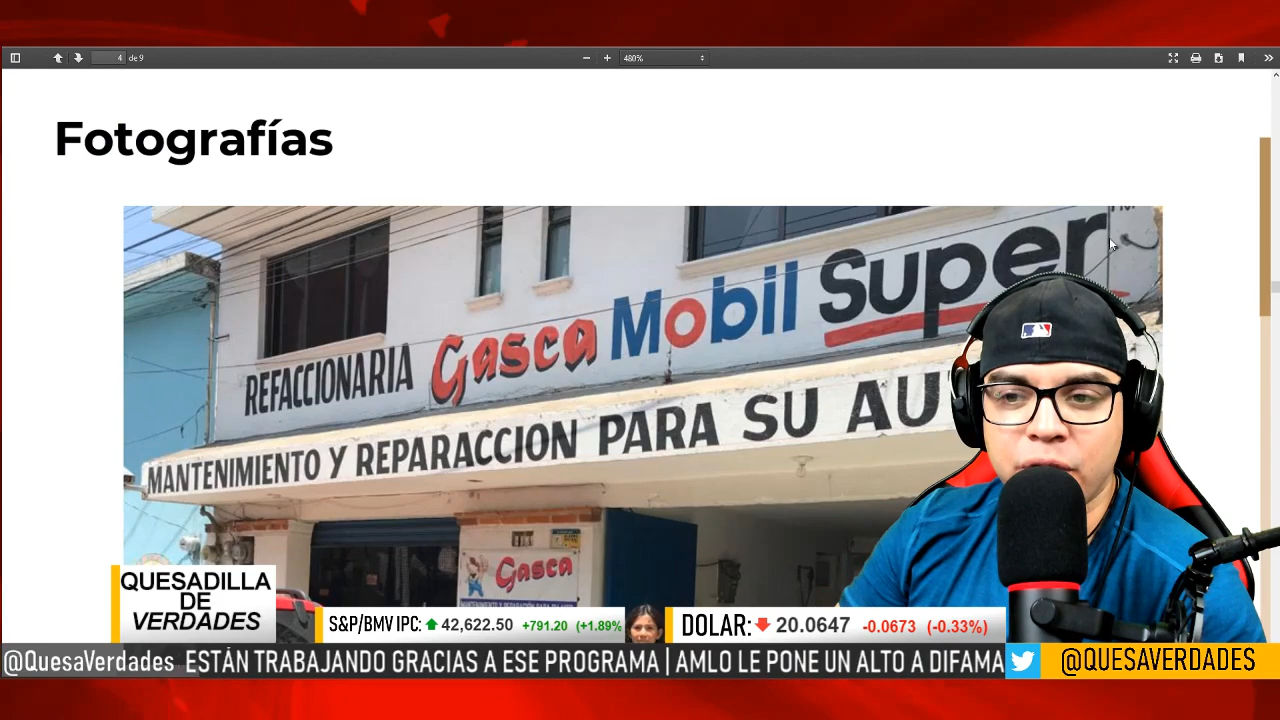 4 de 9
480%
Fotografías
REFACCIONARIA Gasca Mobil Super
MANTENIMIENTO Y REPARACCION PARA SU AU
Gasca
QUESADILLA
DE
VERDADES
S&P/BMV IPC: 42,622.50 +791.20 (+1.89%)
DOLAR: 20.0647 -0.0673 (-0.33%)
@QuesaVerdades ESTÁN TRABAJANDO GRACIAS A ESE PROGRAMA | AMLO LE PONE UN ALTO A DIFAMA
@QUESAVERDADES